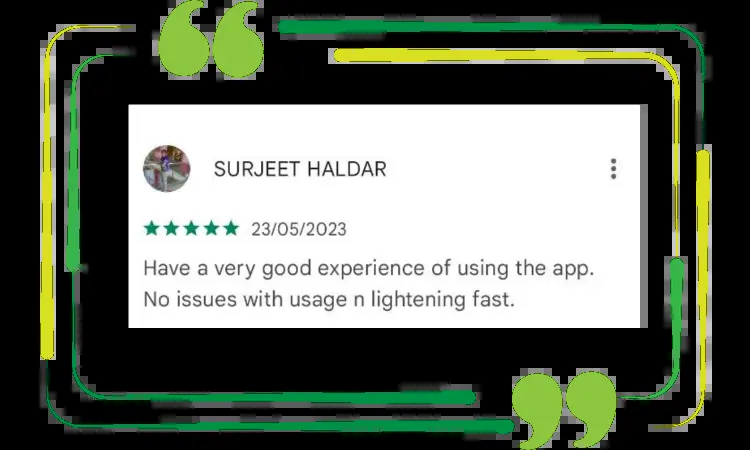 SURJEET HALDAR
23/05/2023
Have a very good experience of using the app.
No issues with usage n lightening fast.